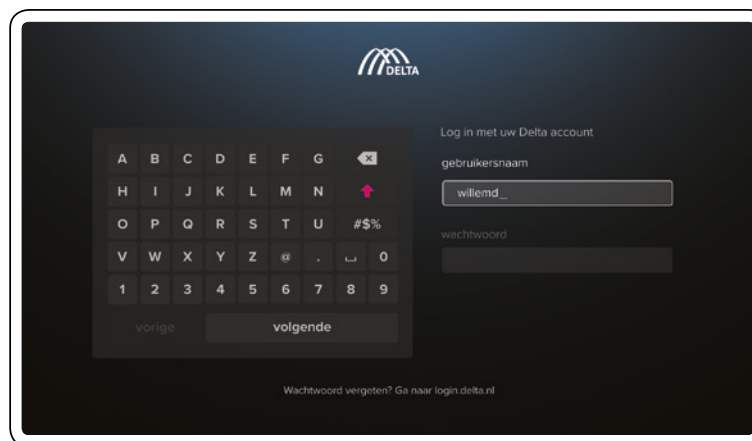 DELTA
Log in met uw Delta account
gebruikersnaam
willemd_
wachtwoord
A B C D E F G
H I J K L M N
O P Q R S T U #$%
V W X Y Z @ . ⎵ 0
1 2 3 4 5 6 7 8 9
vorige volgende
Wachtwoord vergeten? Ga naar login.delta.nl